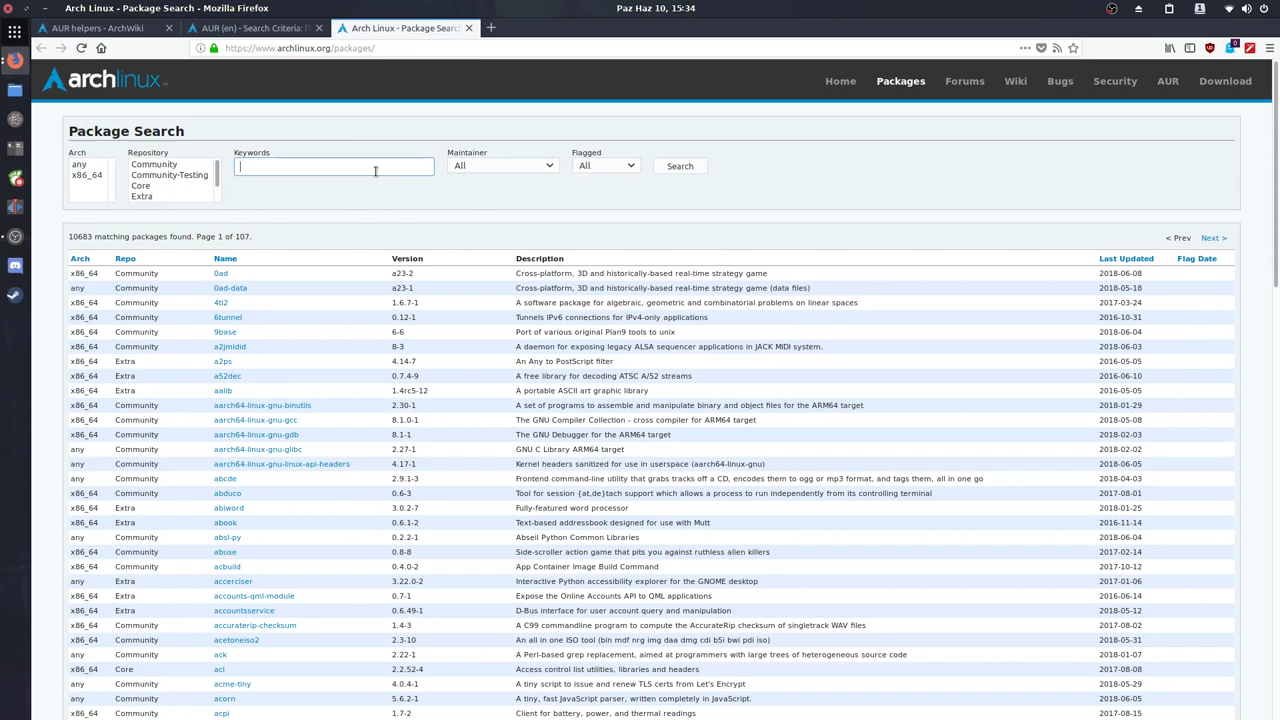 Arch Linux - Package Search - Mozilla Firefox
Paz Haz 10, 15:34
AUR helpers - ArchWiki
AUR (en) - Search Criteria:
Arch Linux - Package Search
https://www.archlinux.org/packages/
0
archlinux
Home Packages Forums Wiki Bugs Security AUR Download
Package Search
Arch Repository Keywords Maintainer Flagged
any Community All All Search
x86_64 Community-Testing
Core
Extra
10683 matching packages found. Page 1 of 107. < Prev Next >
Arch Repo Name Version Description Last Updated Flag Date
x86_64 Community 0ad a23-2 Cross-platform, 3D and historically-based real-time strategy game 2018-06-08
any Community 0ad-data a23-1 Cross-platform, 3D and historically-based real-time strategy game (data files) 2018-05-18
x86_64 Community 4ti2 1.6.7-1 A software package for algebraic, geometric and combinatorial problems on linear spaces 2017-03-24
x86_64 Community 6tunnel 0.12-1 Tunnels IPv6 connections for IPv4-only applications 2016-10-31
x86_64 Community 9base 6-6 Port of various original Plan9 tools to unix 2018-06-04
x86_64 Community a2jmidid 8-3 A daemon for exposing legacy ALSA sequencer applications in JACK MIDI system. 2018-06-03
x86_64 Extra a2ps 4.14-7 An Any to PostScript filter 2016-05-05
x86_64 Extra a52dec 0.7.4-9 A free library for decoding ATSC A/52 streams 2016-06-10
x86_64 Extra aalib 1.4rc5-12 A portable ASCII art graphic library 2016-05-05
x86_64 Community aarch64-linux-gnu-binutils 2.30-1 A set of programs to assemble and manipulate binary and object files for the ARM64 target 2018-01-29
x86_64 Community aarch64-linux-gnu-gcc 8.1.0-1 The GNU Compiler Collection - cross compiler for ARM64 target 2018-05-08
x86_64 Community aarch64-linux-gnu-gdb 8.1-1 The GNU Debugger for the ARM64 target 2018-02-03
any Community aarch64-linux-gnu-glibc 2.27-1 GNU C Library ARM64 target 2018-02-02
any Community aarch64-linux-gnu-linux-api-headers 4.17-1 Kernel headers sanitized for use in userspace (aarch64-linux-gnu) 2018-06-05
any Community abcde 2.9.1-3 Frontend command-line utility that grabs tracks off a CD, encodes them to ogg or mp3 format, and tags them, all in one go 2018-04-03
x86_64 Community abduco 0.6-3 Tool for session {at,de}tach support which allows a process to run independently from its controlling terminal 2017-08-01
x86_64 Extra abiword 3.0.2-7 Fully-featured word processor 2018-01-25
x86_64 Extra abook 0.6.1-2 Text-based addressbook designed for use with Mutt 2016-11-14
any Community absl-py 0.2.2-1 Abseil Python Common Libraries 2018-06-04
x86_64 Community abuse 0.8-8 Side-scroller action game that pits you against ruthless alien killers 2017-02-14
x86_64 Community acbuild 0.4.0-2 App Container Image Build Command 2017-10-12
any Extra accerciser 3.22.0-2 Interactive Python accessibility explorer for the GNOME desktop 2017-01-06
x86_64 Extra accounts-qml-module 0.7-1 Expose the Online Accounts API to QML applications 2016-06-14
x86_64 Extra accountsservice 0.6.49-1 D-Bus interface for user account query and manipulation 2018-05-12
x86_64 Community accuraterip-checksum 1.4-3 A C99 commandline program to compute the AccurateRip checksum of singletrack WAV files 2017-08-02
x86_64 Community acetoneiso2 2.3-10 An all in one ISO tool (bin mdf nrg img daa dmg cdi b5i bwi pdi iso) 2018-05-31
any Community ack 2.22-1 A Perl-based grep replacement, aimed at programmers with large trees of heterogeneous source code 2018-01-07
x86_64 Core acl 2.2.52-4 Access control list utilities, libraries and headers 2017-08-08
any Community acme-tiny 4.0.4-1 A tiny script to issue and renew TLS certs from Let's Encrypt 2018-05-29
any Community acorn 5.6.2-1 A tiny, fast JavaScript parser, written completely in JavaScript. 2018-06-05
x86_64 Community acpi 1.7-2 Client for battery, power, and thermal readings 2017-08-15